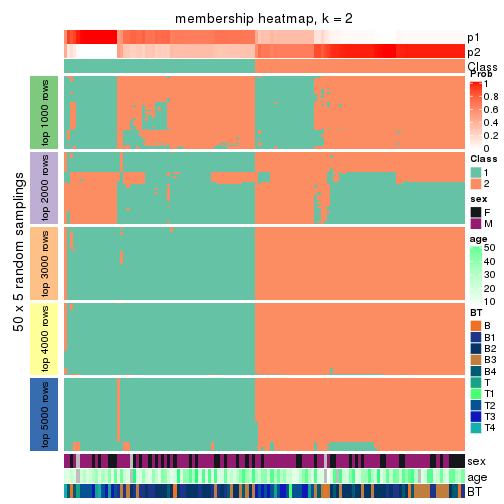 membership heatmap, k = 2
p1
p2
Class
50 x 5 random samplings
top 1000 rows
top 2000 rows
top 3000 rows
top 4000 rows
top 5000 rows
sex
age
BT
Prob
1
0.8
0.6
0.4
0.2
0
Class
1
2
sex
F
M
age
50
40
30
20
10
BT
B
B1
B2
B3
B4
T
T1
T2
T3
T4